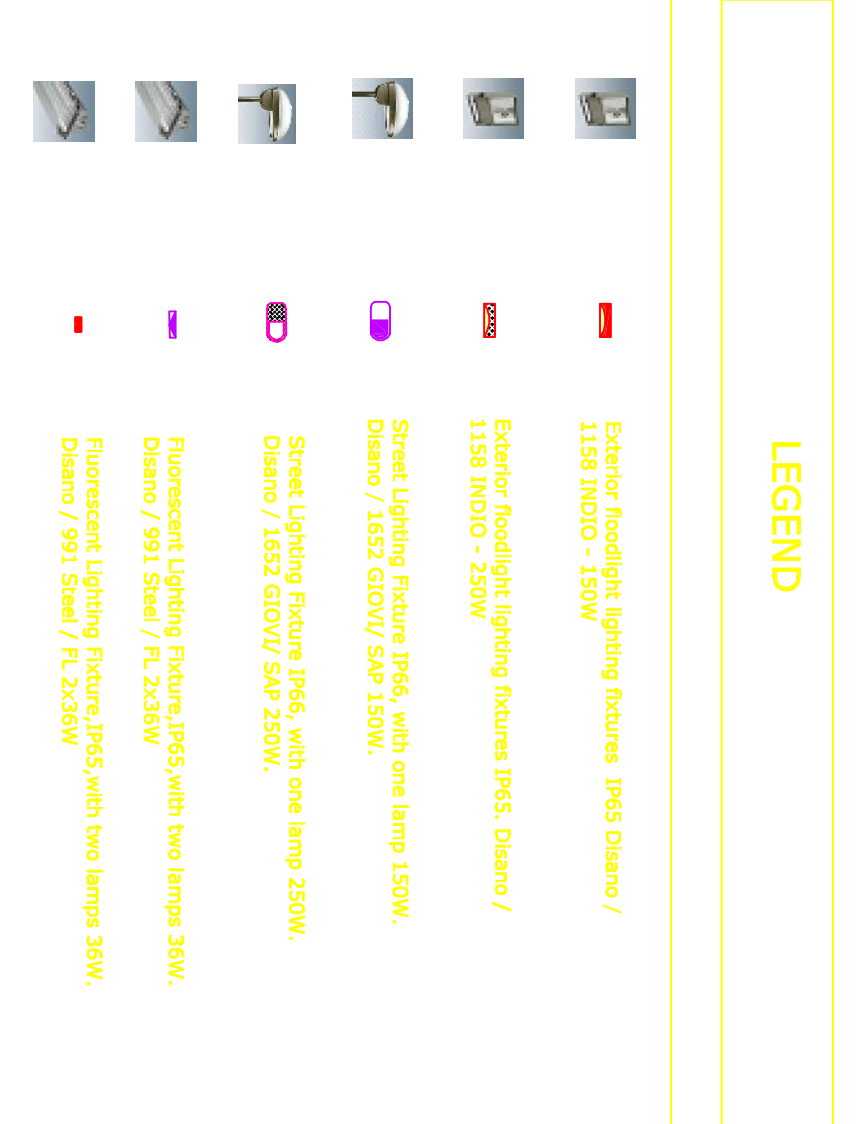 LEGEND
Exterior floodlight lighting fixtures IP65 Disano /
1158 INDIO - 150W
Exterior floodlight lighting fixtures IP65. Disano /
1158 INDIO - 250W
Street Lighting Fixture IP66, with one lamp 150W.
Disano / 1652 GIOVI/ SAP 150W.
Street Lighting Fixture IP66, with one lamp 250W.
Disano / 1652 GIOVI/ SAP 250W.
Fluorescent Lighting Fixture,IP65,with two lamps 36W.
Disano / 991 Steel / FL 2x36W
Fluorescent Lighting Fixture,IP65,with two lamps 36W.
Disano / 991 Steel / FL 2x36W